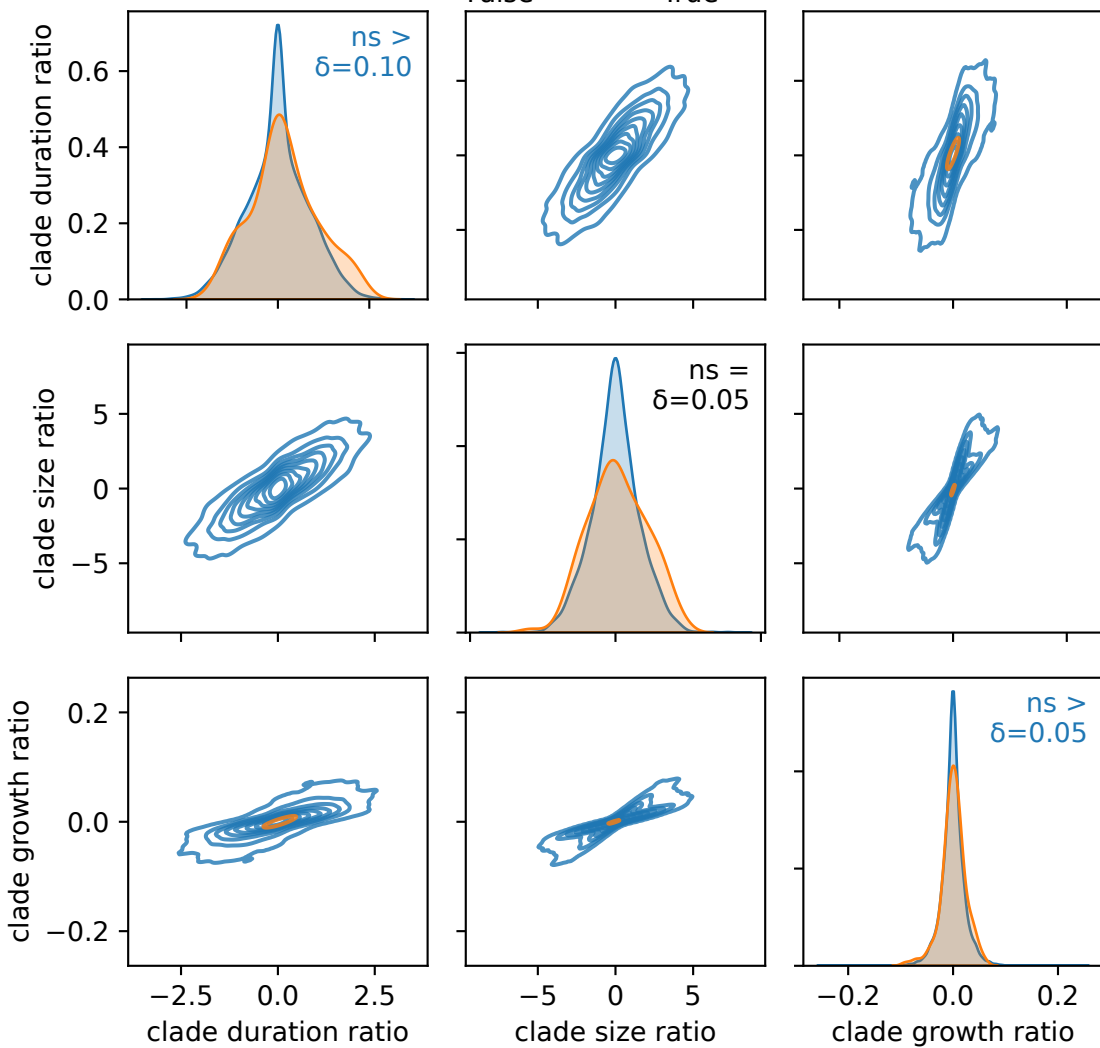 clade duration ratio
0.6
0.4
0.2
0.0
ns >
δ=0.10
clade size ratio
5
0
−5
ns =
δ=0.05
clade growth ratio
0.2
0.0
−0.2
ns >
δ=0.05
−2.5 0.0 2.5
clade duration ratio
−5 0 5
clade size ratio
−0.2 0.0 0.2
clade growth ratio